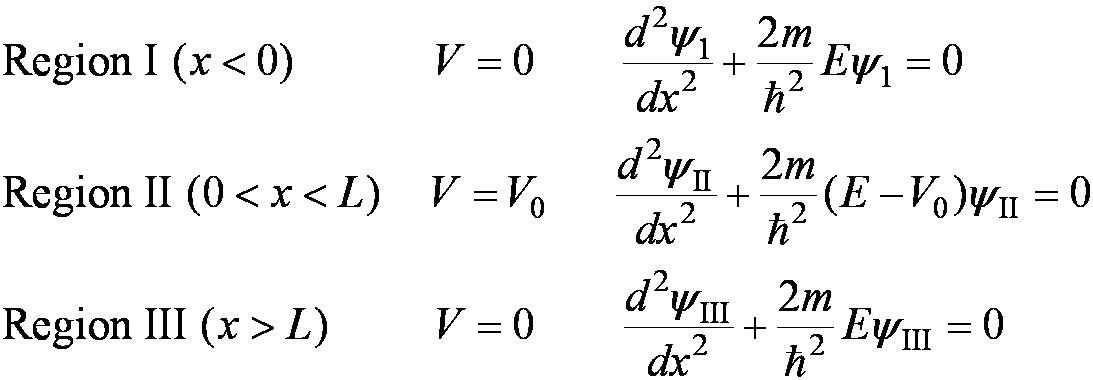 Region I (x < 0) V = 0 d²ψ₁/dx² + 2m/ħ² Eψ₁ = 0
Region II (0 < x < L) V = V₀ d²ψ_II/dx² + 2m/ħ² (E − V₀)ψ_II = 0
Region III (x > L) V = 0 d²ψ_III/dx² + 2m/ħ² Eψ_III = 0